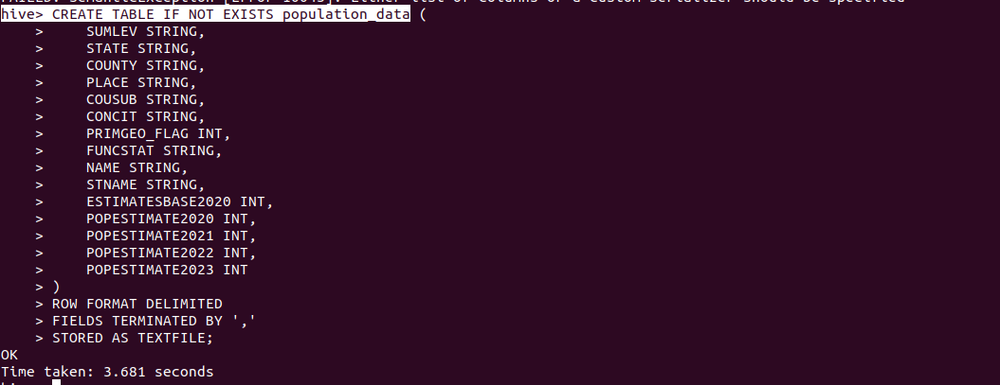 FAILED: SemanticException [Error 10043]: Either list of columns or a custom serializer should be specified
hive> CREATE TABLE IF NOT EXISTS population_data (
    >     SUMLEV STRING,
    >     STATE STRING,
    >     COUNTY STRING,
    >     PLACE STRING,
    >     COUSUB STRING,
    >     CONCIT STRING,
    >     PRIMGEO_FLAG INT,
    >     FUNCSTAT STRING,
    >     NAME STRING,
    >     STNAME STRING,
    >     ESTIMATESBASE2020 INT,
    >     POPESTIMATE2020 INT,
    >     POPESTIMATE2021 INT,
    >     POPESTIMATE2022 INT,
    >     POPESTIMATE2023 INT
    > )
    > ROW FORMAT DELIMITED
    > FIELDS TERMINATED BY ','
    > STORED AS TEXTFILE;
OK
Time taken: 3.681 seconds